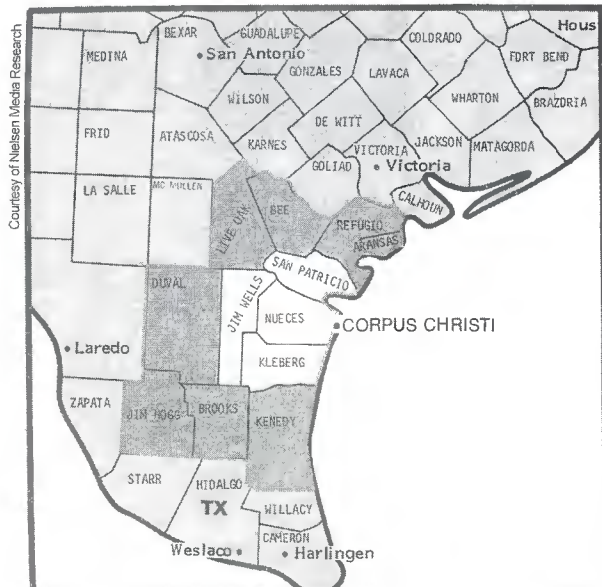 Courtesy of Nielsen Media Research
BEXAR
GUADALUPE
COLORADO
Hous
MEDINA
San Antonio
FORT BEND
GONZALES
LAVACA
WILSON
WHARTON
BRAZDRIA
DE WITT
FRID
ATASCOSA
KARNES
VICTORIA
JACKSON
MATAGORDA
GOLIAD
Victoria
LA SALLE
MC MULLEN
CALHOUN
LIVE OAK
BEE
REFUGIO
ARANSAS
SAN PATRICIO
DUVAL
JIM WELLS
NUECES
CORPUS CHRISTI
Laredo
KLEBERG
ZAPATA
JIM HOGG
BROOKS
KENEDY
STARR
HIDALGO
TX
WILLACY
CAMERON
Weslaco
Harlingen